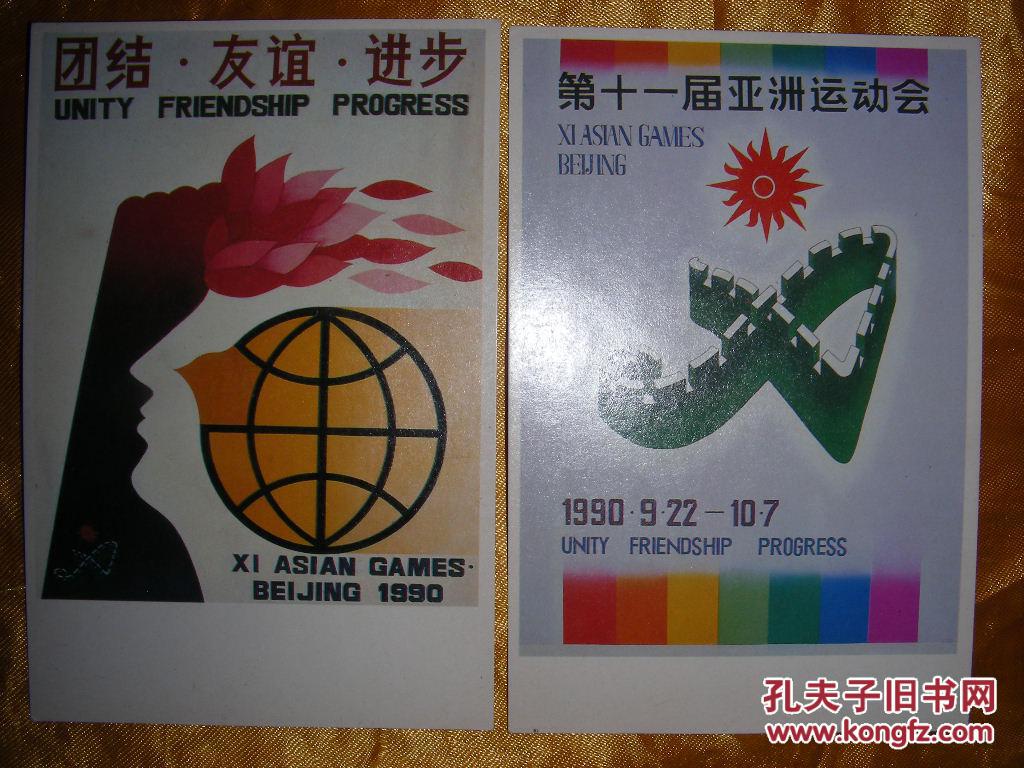 团结·友谊·进步
UNITY FRIENDSHIP PROGRESS
XI ASIAN GAMES·
BEIJING 1990
第十一届亚洲运动会
XI ASIAN GAMES
BEIJING
1990·9·22—10·7
UNITY FRIENDSHIP PROGRESS
孔夫子旧书网
www.kongfz.com